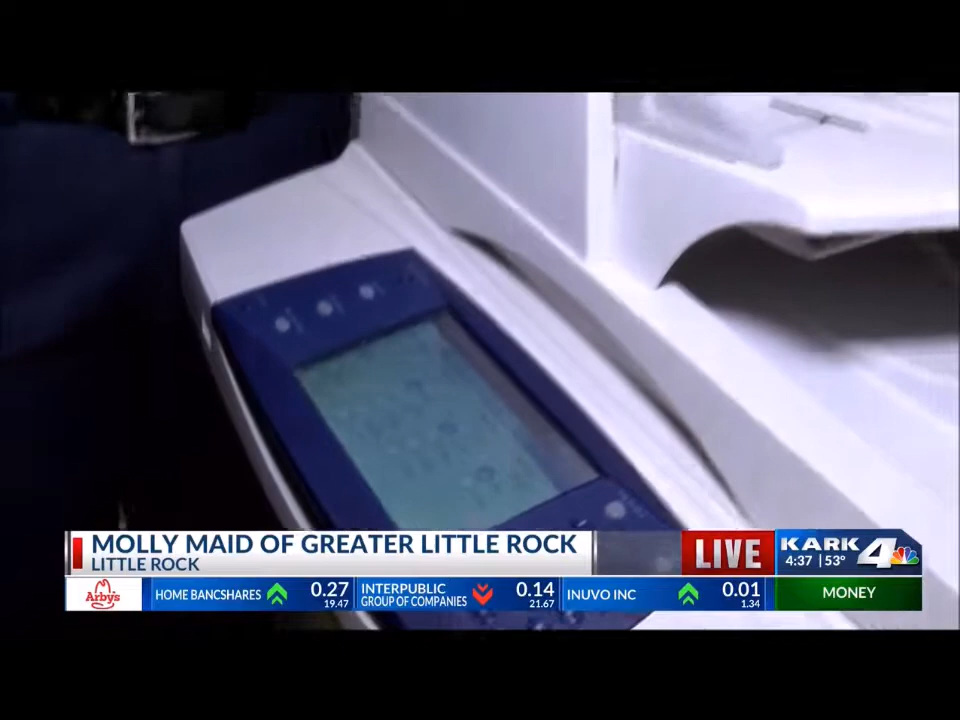 MOLLY MAID OF GREATER LITTLE ROCK
LITTLE ROCK
LIVE
KARK 4
4:37 | 53°
Arby's
HOME BANCSHARES 0.27
19.47
INTERPUBLIC
GROUP OF COMPANIES
0.14
21.67
INUVO INC 0.01
1.34
MONEY